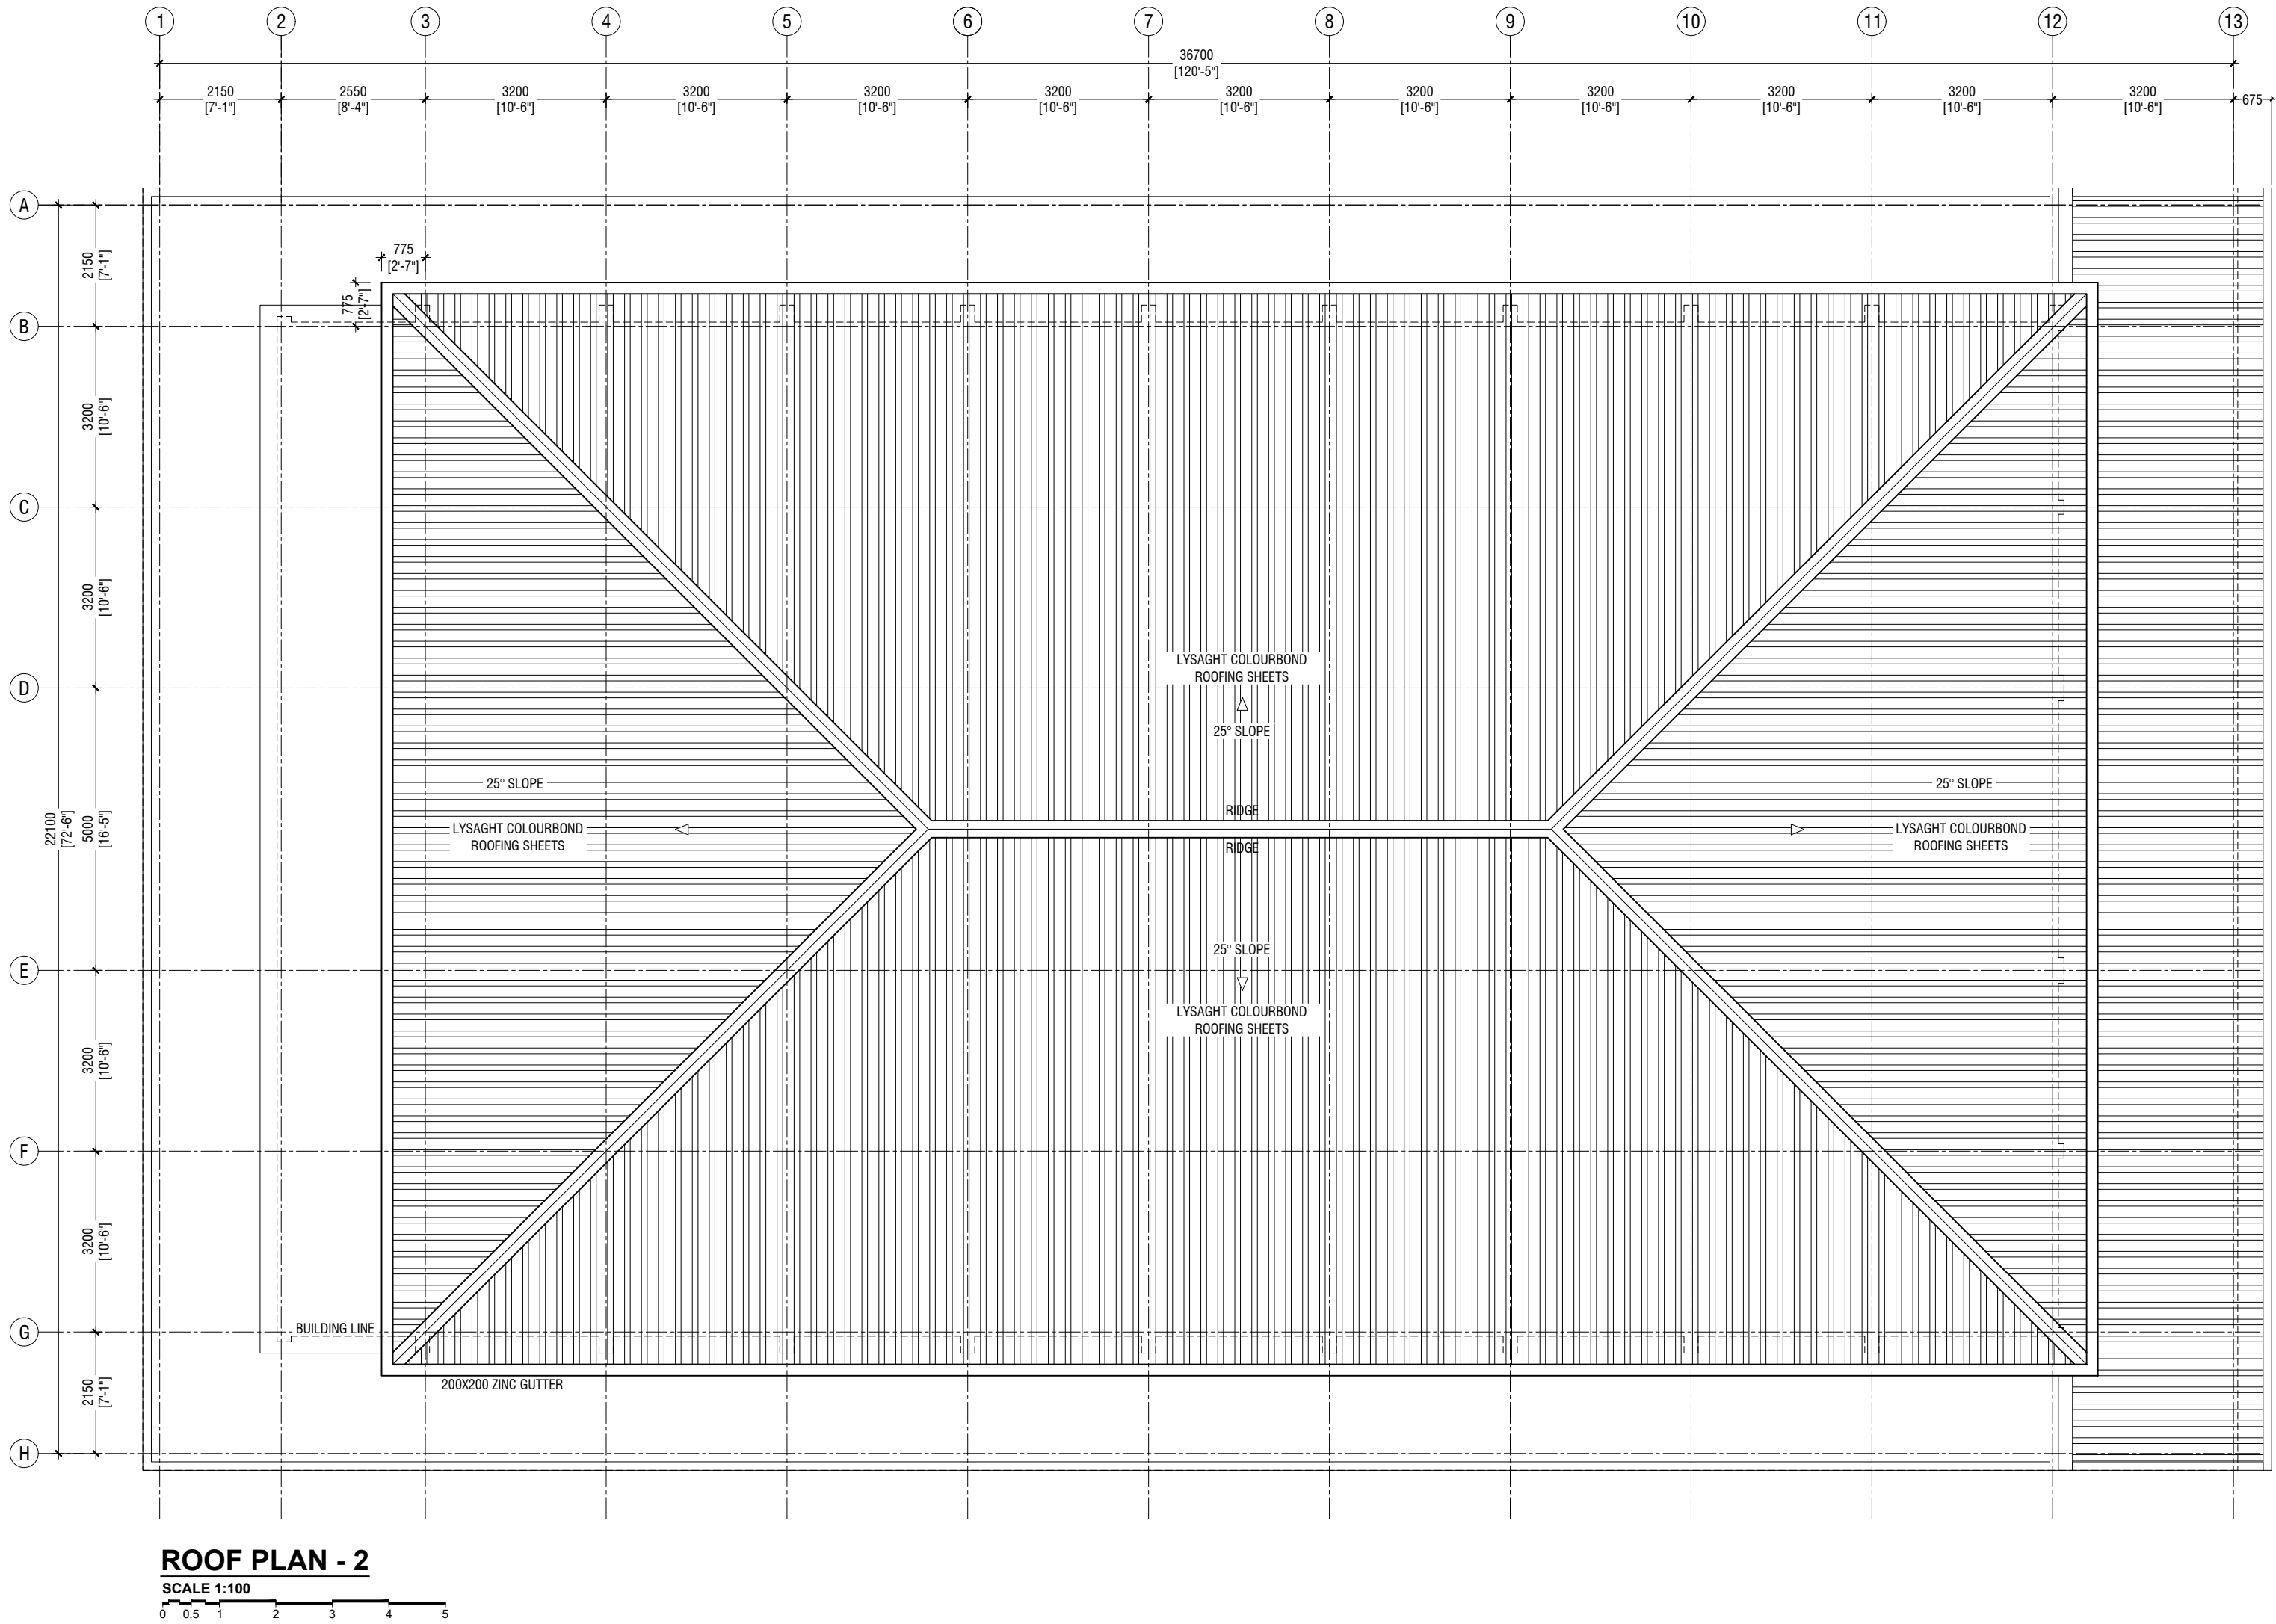 1 2 3 4 5 6 7 8 9 10 11 12 13
36700
[120'-5"]
2150 2550 3200 3200 3200 3200 3200 3200 3200 3200 3200 3200 675
[7'-1"] [8'-4"] [10'-6"] [10'-6"] [10'-6"] [10'-6"] [10'-6"] [10'-6"] [10'-6"] [10'-6"] [10'-6"] [10'-6"]
A
2150
[7'-1"]
775
[2'-7"]
775
[2'-7"]
B
3200
[10'-6"]
C
3200
[10'-6"]
D
LYSAGHT COLOURBOND
ROOFING SHEETS
25° SLOPE
25° SLOPE
25° SLOPE
22100
[72'-6"]
5000
[16'-5"]
RIDGE
LYSAGHT COLOURBOND
ROOFING SHEETS
LYSAGHT COLOURBOND
ROOFING SHEETS
RIDGE
25° SLOPE
E
LYSAGHT COLOURBOND
ROOFING SHEETS
3200
[10'-6"]
F
3200
[10'-6"]
G
BUILDING LINE
200X200 ZINC GUTTER
2150
[7'-1"]
H
ROOF PLAN - 2
SCALE 1:100
0 0.5 1 2 3 4 5